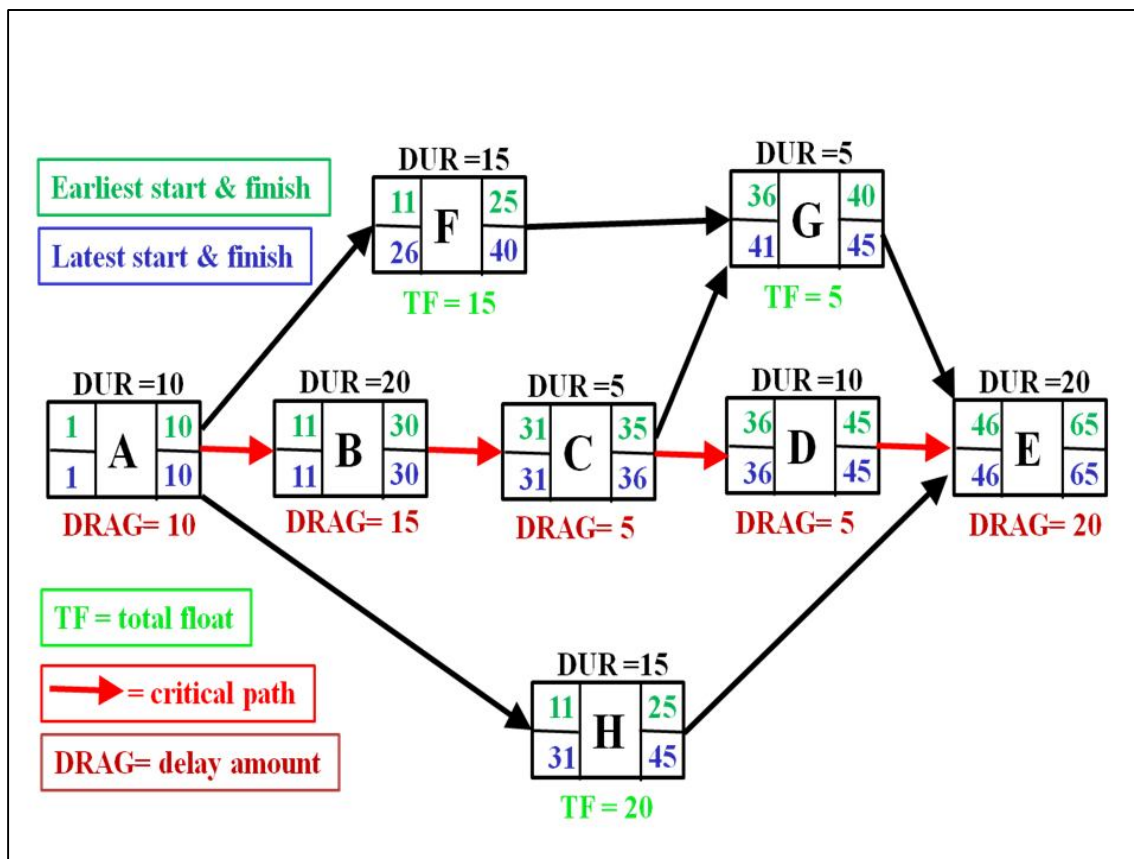 DUR =15
DUR =5
Earliest start & finish
11 F 25
26 40
36 G 40
41 45
Latest start & finish
TF = 15
TF = 5
DUR =10
DUR =20
DUR =5
DUR =10
DUR =20
1 A 10
1 10
11 B 30
11 30
31 C 35
31 36
36 D 45
36 45
46 E 65
46 65
DRAG= 10
DRAG= 15
DRAG= 5
DRAG= 5
DRAG= 20
TF = total float
DUR =15
= critical path
11 H 25
31 45
DRAG= delay amount
TF = 20